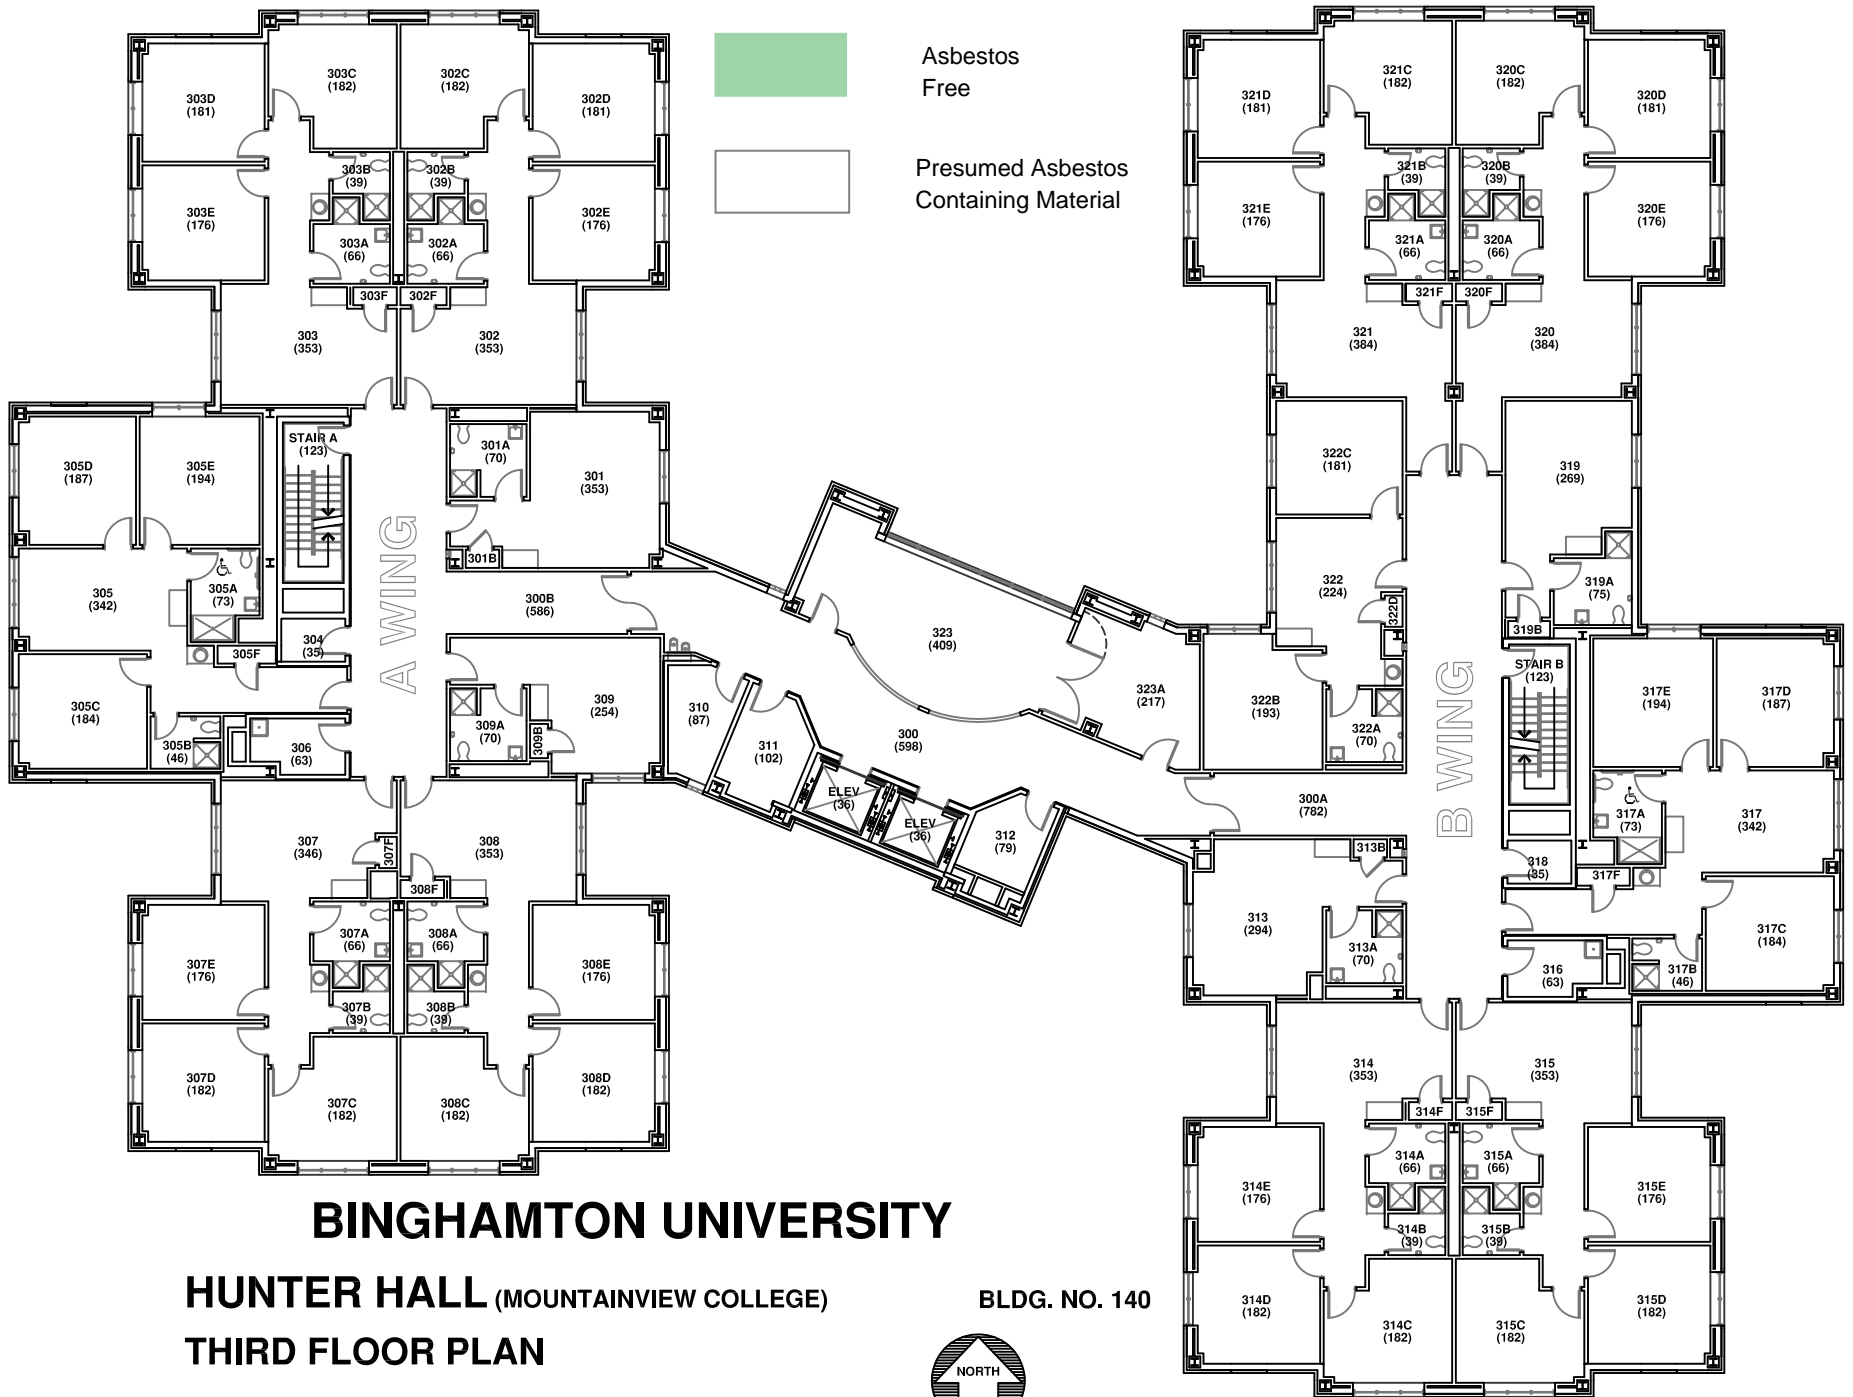 Asbestos
Free
Presumed Asbestos
Containing Material
303C
(182)
302C
(182)
303D
(181)
302D
(181)
303B
(39)
302B
(39)
303E
(176)
302E
(176)
303A
(66)
302A
(66)
303F
302F
303
(353)
302
(353)
STAIR A
(123)
305D
(187)
305E
(194)
301A
(70)
301
(353)
301B
A WING
305A
(73)
305
(342)
300B
(586)
304
(35)
305F
305C
(184)
305B
(46)
306
(63)
309A
(70)
309B
309
(254)
310
(87)
311
(102)
ELEV
(36)
ELEV
(36)
312
(79)
300
(598)
323
(409)
323A
(217)
307
(346)
307F
308
(353)
308F
307A
(66)
308A
(66)
307E
(176)
308E
(176)
307B
(39)
308B
(39)
307D
(182)
308D
(182)
307C
(182)
308C
(182)
321C
(182)
320C
(182)
321D
(181)
320D
(181)
321B
(39)
320B
(39)
321E
(176)
320E
(176)
321A
(66)
320A
(66)
321F
320F
321
(384)
320
(384)
322C
(181)
319
(269)
322
(224)
322D
319A
(75)
319B
322B
(193)
322A
(70)
B WING
STAIR B
(123)
317E
(194)
317D
(187)
300A
(782)
317A
(73)
317
(342)
313B
318
(35)
317F
313
(294)
313A
(70)
317C
(184)
316
(63)
317B
(46)
314
(353)
315
(353)
314F
315F
314A
(66)
315A
(66)
314E
(176)
315E
(176)
314B
(39)
315B
(39)
314D
(182)
315D
(182)
314C
(182)
315C
(182)
BINGHAMTON UNIVERSITY
HUNTER HALL (MOUNTAINVIEW COLLEGE)
BLDG. NO. 140
THIRD FLOOR PLAN
NORTH